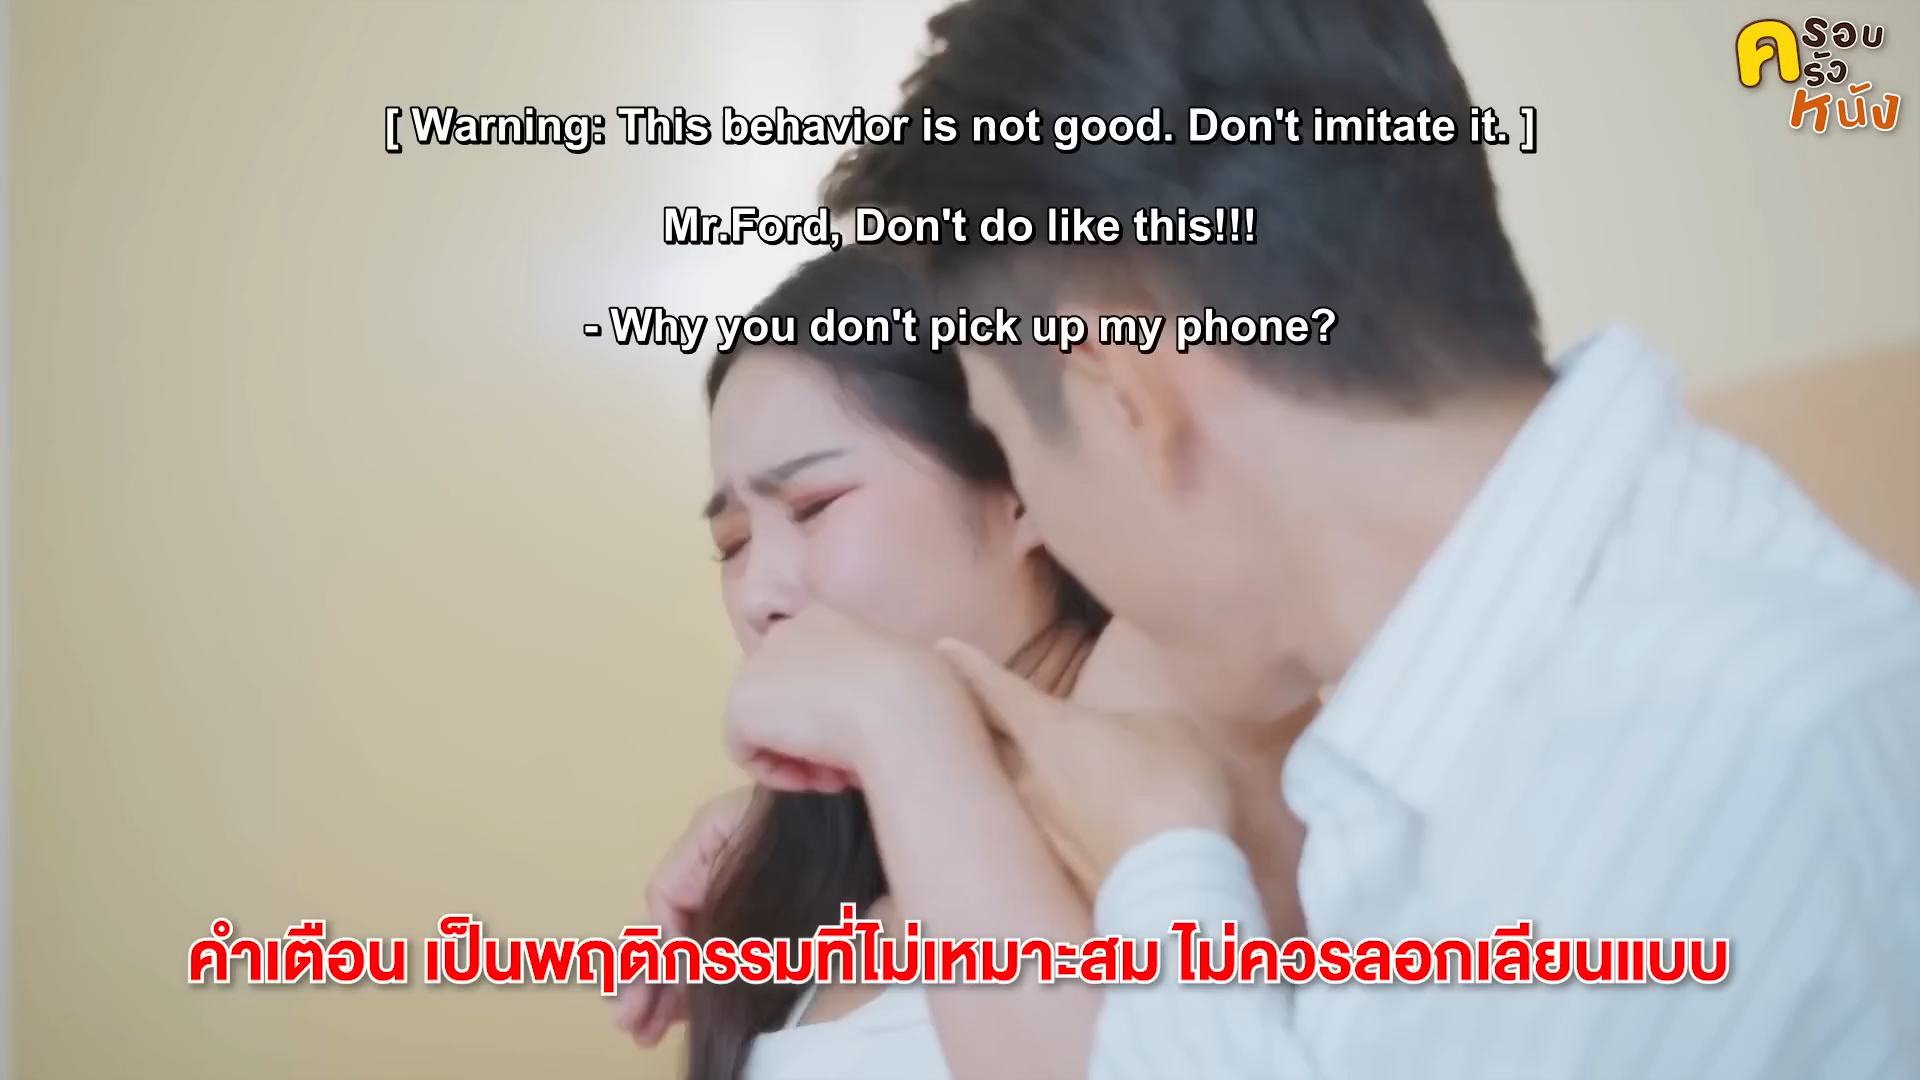 ครอบ
ครั้ง
หนัง
[ Warning: This behavior is not good. Don't imitate it. ]
Mr.Ford, Don't do like this!!!
- Why you don't pick up my phone?
คำเตือน เป็นพฤติกรรมที่ไม่เหมาะสม ไม่ควรลอกเลียนแบบ